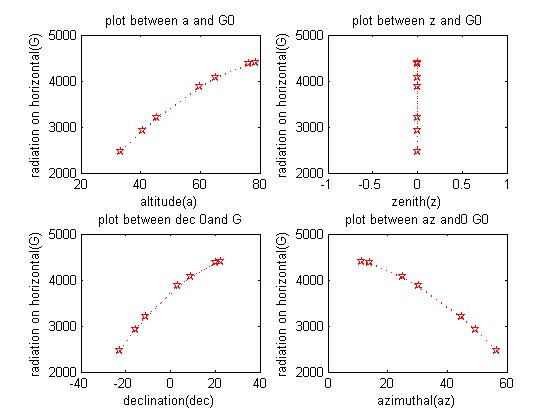 plot between a and G0
radiation on horizontal(G)
5000
4000
3000
2000
20 40 60 80
altitude(a)
plot between z and G0
radiation on horizontal(G)
5000
4000
3000
2000
-1 -0.5 0 0.5 1
zenith(z)
plot between dec 0and G
radiation on horizontal(G)
5000
4000
3000
2000
-40 -20 0 20 40
declination(dec)
plot between az and0 G0
radiation on horizontal(G)
5000
4000
3000
2000
0 20 40 60
azimuthal(az)